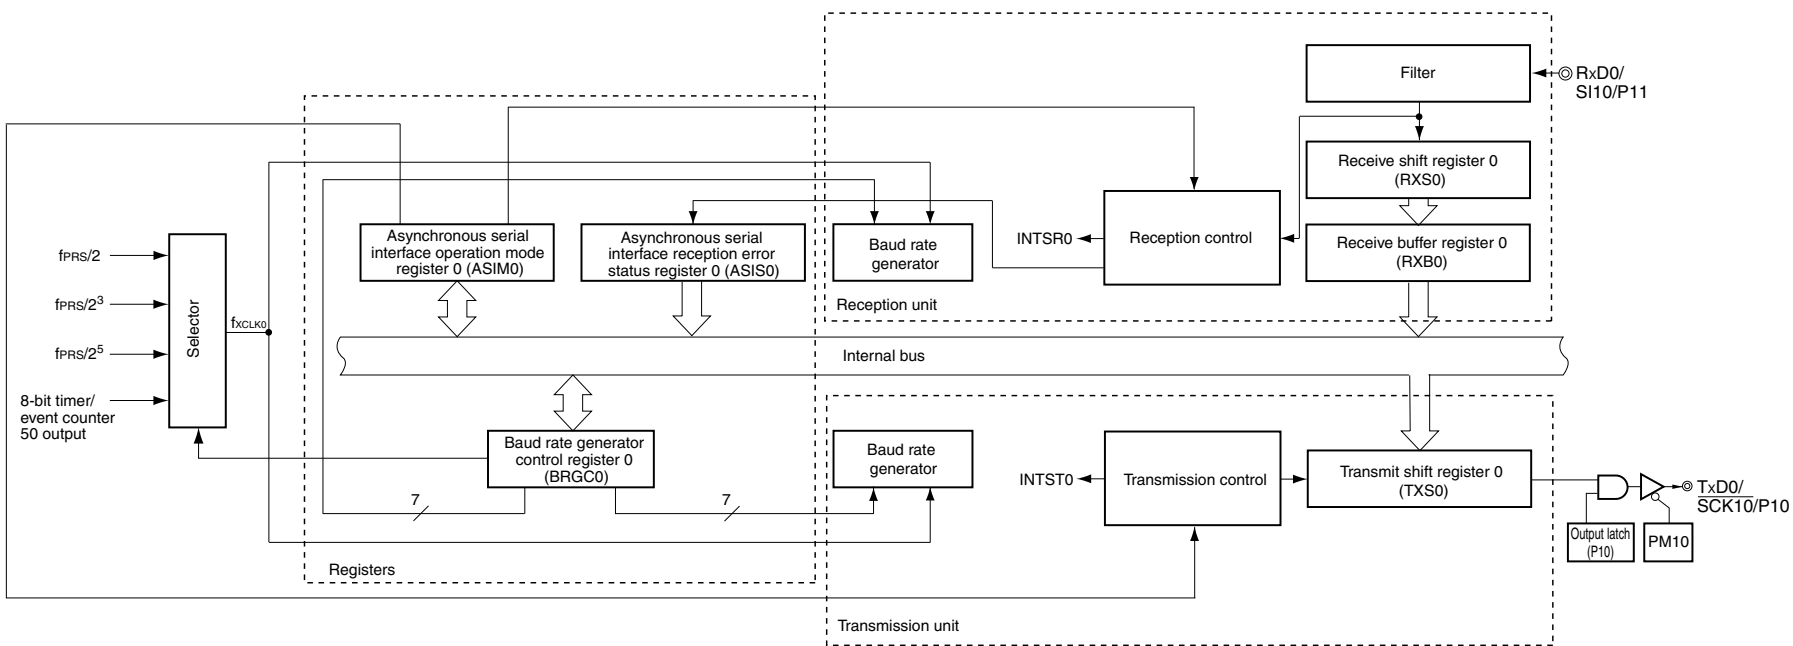 Filter
RxD0/
SI10/P11
Receive shift register 0
(RXS0)
Asynchronous serial
interface operation mode
register 0 (ASIM0)
Asynchronous serial
interface reception error
status register 0 (ASIS0)
Baud rate
generator
INTSR0
Reception control
Receive buffer register 0
(RXB0)
Reception unit
fPRS/2
fPRS/2³
fPRS/2⁵
8-bit timer/
event counter
50 output
Selector
fXCLK0
Internal bus
Baud rate generator
control register 0
(BRGC0)
7
7
Baud rate
generator
INTST0
Transmission control
Transmit shift register 0
(TXS0)
TxD0/
SCK10/P10
Output latch
(P10)
PM10
Registers
Transmission unit